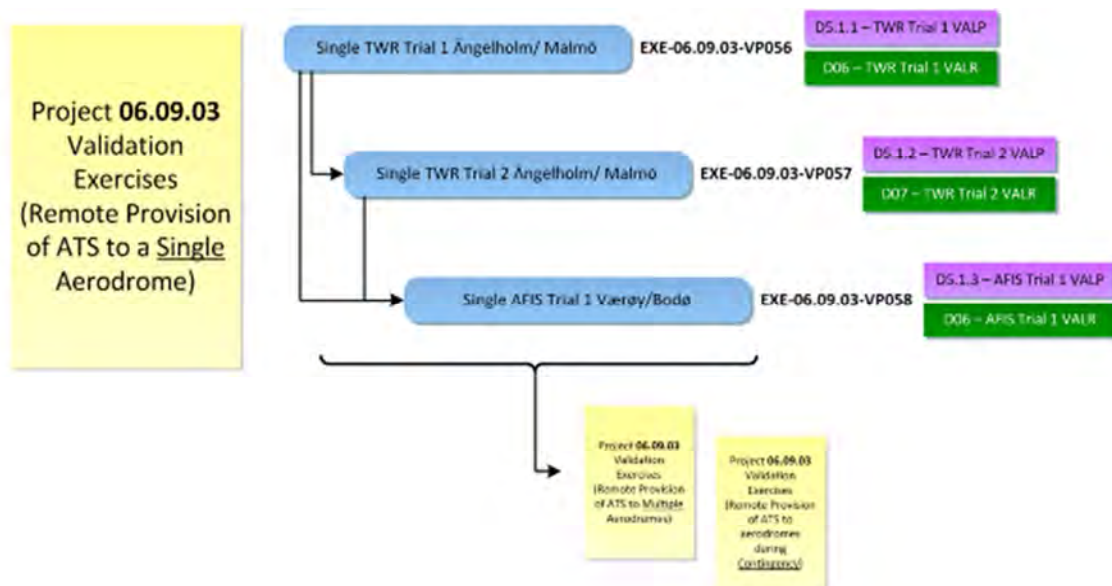 Project 06.09.03
Validation
Exercises
(Remote Provision
of ATS to a Single
Aerodrome)
Single TWR Trial 1 Ängelholm/ Malmö
EXE-06.09.03-VP056
D5.1.1 – TWR Trial 1 VALP
D06 – TWR Trial 1 VALR
Single TWR Trial 2 Ängelholm/ Malmö
EXE-06.09.03-VP057
D5.1.2 – TWR Trial 2 VALP
D07 – TWR Trial 2 VALR
Single AFIS Trial 1 Værøy/Bodø
EXE-06.09.03-VP058
D5.1.3 – AFIS Trial 1 VALP
D06 – AFIS Trial 1 VALR
Project 06.09.03
Validation
Exercises
(Remote Provision
of ATS to Multiple
Aerodromes)
Project 06.09.03
Validation
Exercises
(Remote Provision
of ATS to
aerodromes
during
Contingency)